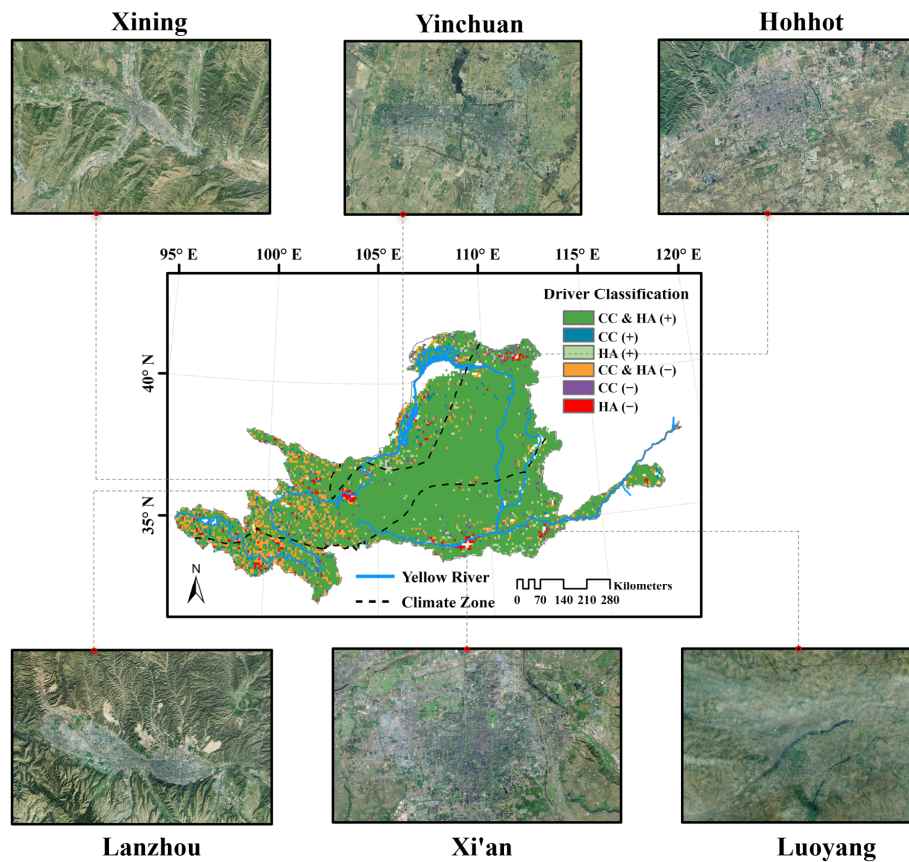 Xining
Yinchuan
Hohhot
95° E 100° E 105° E 110° E 115° E 120° E
40° N
35° N
Driver Classification
CC & HA (+)
CC (+)
HA (+)
CC & HA (−)
CC (−)
HA (−)
N
Yellow River
Climate Zone
Kilometers
0 70 140 210 280
Lanzhou
Xi'an
Luoyang